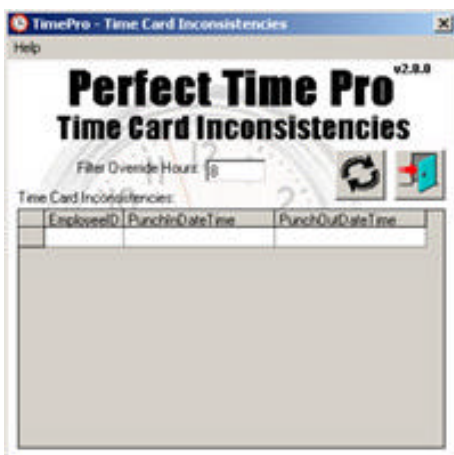 TimePro - Time Card Inconsistencies
Help
Perfect Time Pro v2.0.0
Time Card Inconsistencies
Filter Override Hours: 8
Time Card Inconsistencies:
EmployeeID PunchInDateTime PunchOutDateTime